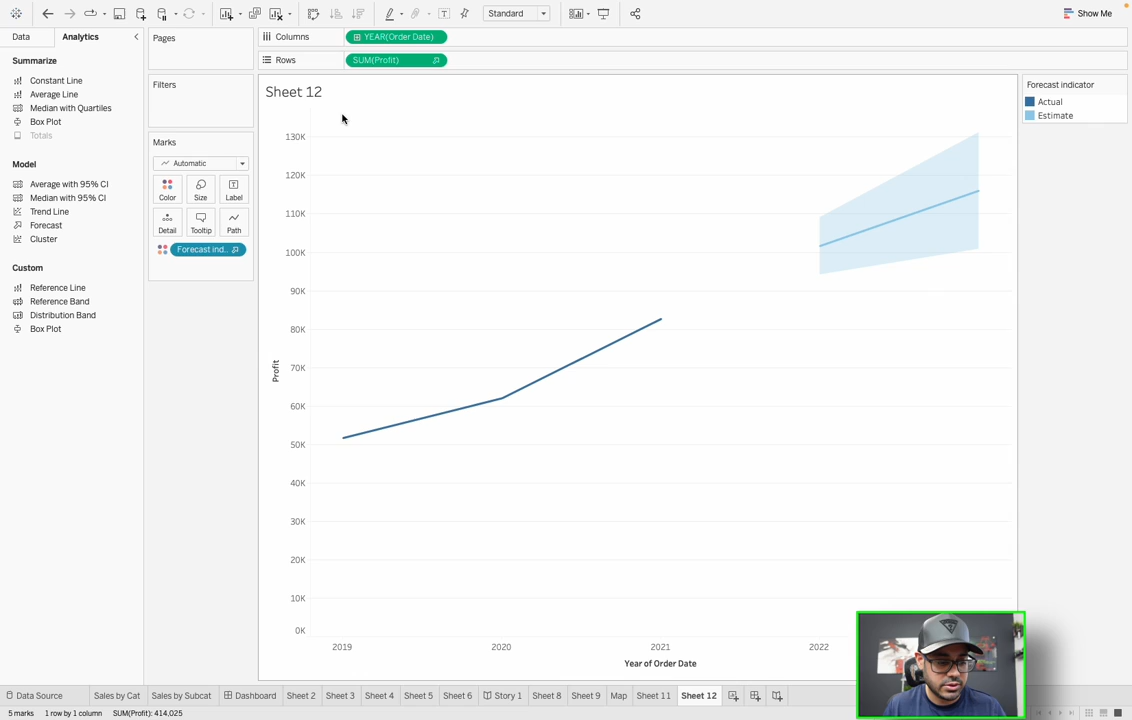 Standard
Show Me
Data
Analytics
Summarize
Constant Line
Average Line
Median with Quartiles
Box Plot
Totals
Model
Average with 95% CI
Median with 95% CI
Trend Line
Forecast
Cluster
Custom
Reference Line
Reference Band
Distribution Band
Box Plot
Pages
Filters
Marks
Automatic
Color Size Label
Detail Tooltip Path
Forecast ind..
Columns YEAR(Order Date)
Rows SUM(Profit)
Sheet 12
130K
120K
110K
100K
90K
80K
70K
60K
50K
40K
30K
20K
10K
0K
Profit
2019 2020 2021 2022
Year of Order Date
Forecast indicator
Actual
Estimate
Data Source Sales by Cat Sales by Subcat Dashboard Sheet 2 Sheet 3 Sheet 4 Sheet 5 Sheet 6 Story 1 Sheet 8 Sheet 9 Map Sheet 11 Sheet 12
5 marks 1 row by 1 column SUM(Profit): 414,025